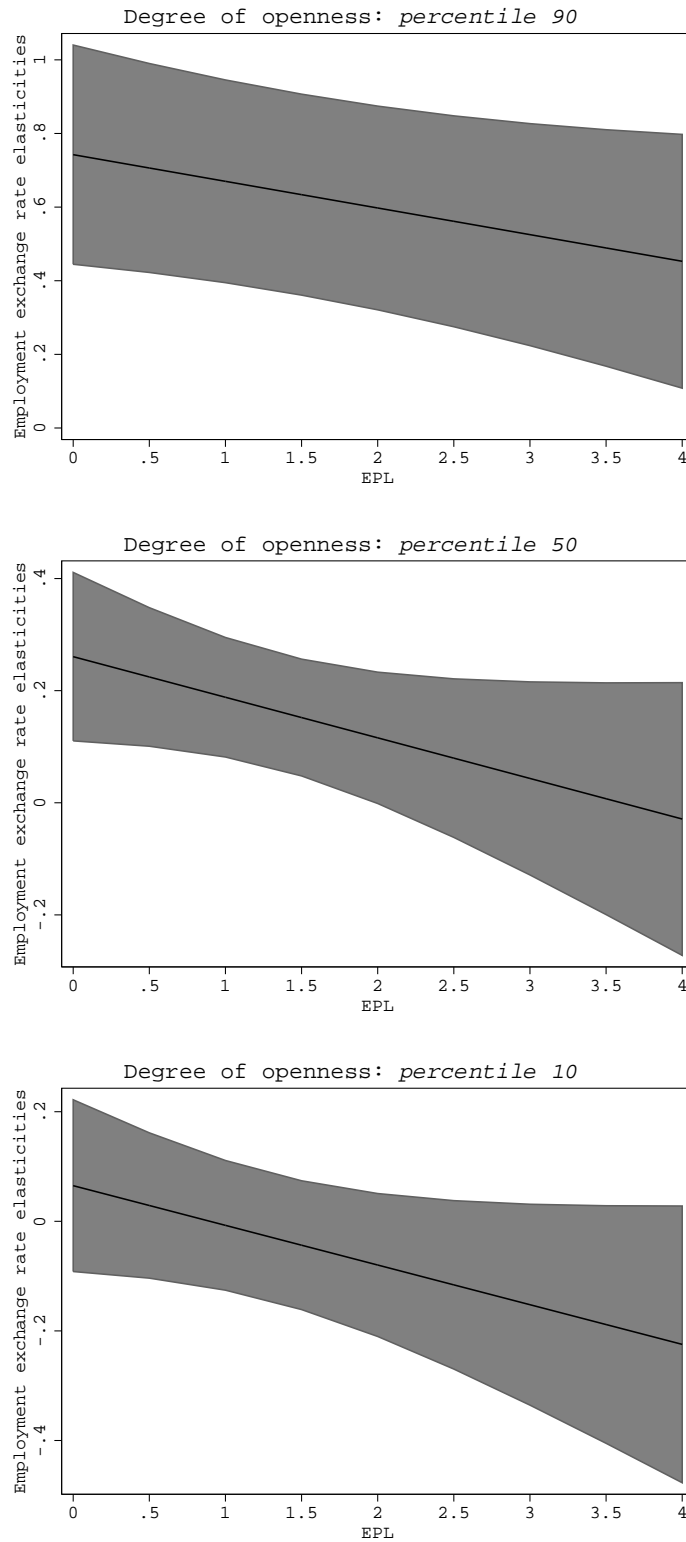 Degree of openness: percentile 90
Employment exchange rate elasticities
1
.8
.6
.4
.2
0
0 .5 1 1.5 2 2.5 3 3.5 4
EPL
Degree of openness: percentile 50
Employment exchange rate elasticities
.4
.2
0
-.2
0 .5 1 1.5 2 2.5 3 3.5 4
EPL
Degree of openness: percentile 10
Employment exchange rate elasticities
.2
0
-.2
-.4
0 .5 1 1.5 2 2.5 3 3.5 4
EPL